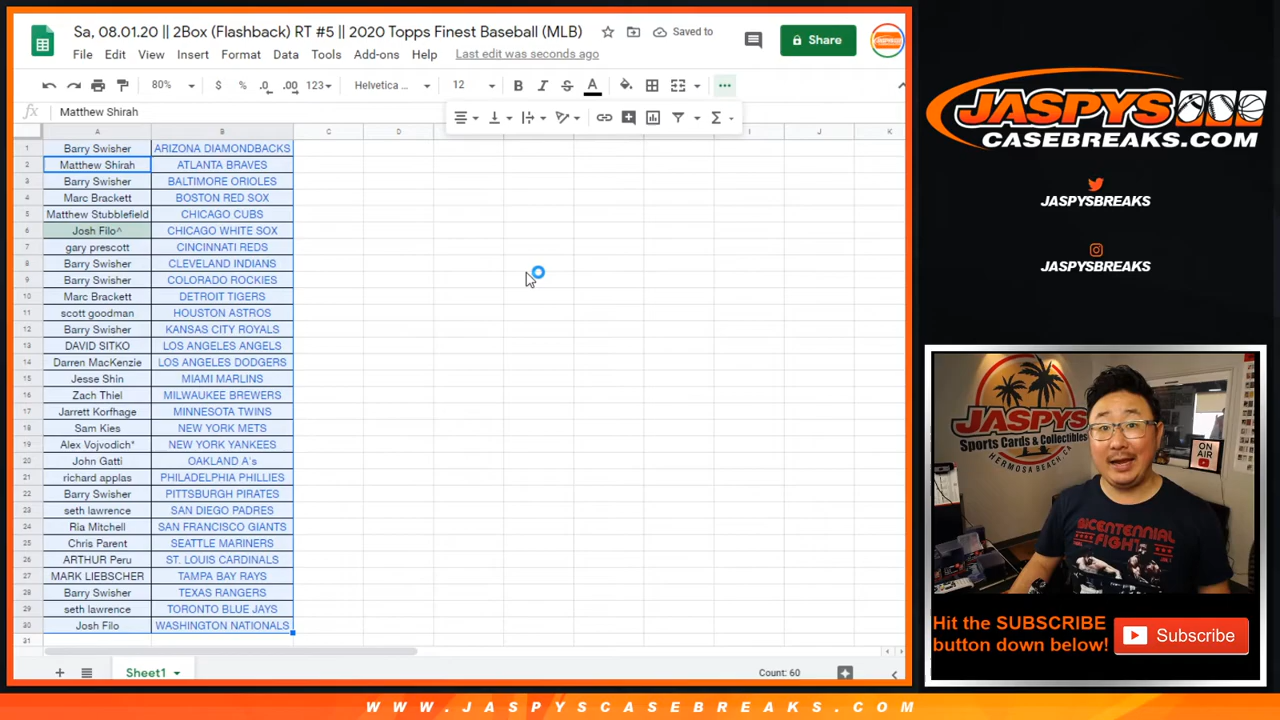 Sa, 08.01.20 || 2Box (Flashback) RT #5 || 2020 Topps Finest Baseball (MLB)
Saved to
Share
File Edit View Insert Format Data Tools Add-ons Help Last edit was seconds ago
80% $ % .0 .00 123 Helvetica ... 12 B I S A
fx Matthew Shirah
A B C D I J K
1 Barry Swisher ARIZONA DIAMONDBACKS
2 Matthew Shirah ATLANTA BRAVES
3 Barry Swisher BALTIMORE ORIOLES
4 Marc Brackett BOSTON RED SOX
5 Matthew Stubblefield CHICAGO CUBS
6 Josh Filo^ CHICAGO WHITE SOX
7 gary prescott CINCINNATI REDS
8 Barry Swisher CLEVELAND INDIANS
9 Barry Swisher COLORADO ROCKIES
10 Marc Brackett DETROIT TIGERS
11 scott goodman HOUSTON ASTROS
12 Barry Swisher KANSAS CITY ROYALS
13 DAVID SITKO LOS ANGELES ANGELS
14 Darren MacKenzie LOS ANGELES DODGERS
15 Jesse Shin MIAMI MARLINS
16 Zach Thiel MILWAUKEE BREWERS
17 Jarrett Korfhage MINNESOTA TWINS
18 Sam Kies NEW YORK METS
19 Alex Vojvodich* NEW YORK YANKEES
20 John Gatti OAKLAND A's
21 richard applas PHILADELPHIA PHILLIES
22 Barry Swisher PITTSBURGH PIRATES
23 seth lawrence SAN DIEGO PADRES
24 Ria Mitchell SAN FRANCISCO GIANTS
25 Chris Parent SEATTLE MARINERS
26 ARTHUR Peru ST. LOUIS CARDINALS
27 MARK LIEBSCHER TAMPA BAY RAYS
28 Barry Swisher TEXAS RANGERS
29 seth lawrence TORONTO BLUE JAYS
30 Josh Filo WASHINGTON NATIONALS
31
Sheet1
Count: 60
JASPYS
CASEBREAKS.COM
JASPYSBREAKS
JASPYSBREAKS
JASPYS
Sports Cards & Collectibles
HERMOSA BEACH, CA
ON
AIR
BICENTENNIAL
FIGHT
Hit the SUBSCRIBE
button down below!
Subscribe
WWW.JASPYSCASEBREAKS.COM